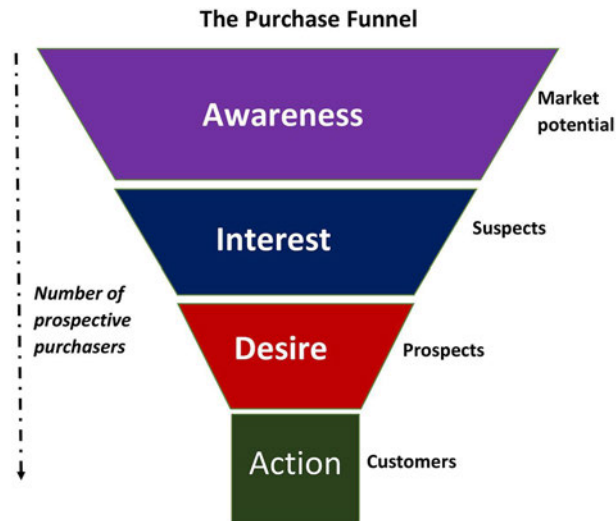 The Purchase Funnel
Awareness
Market
potential
Interest
Suspects
Number of
prospective
purchasers
Desire
Prospects
Action
Customers